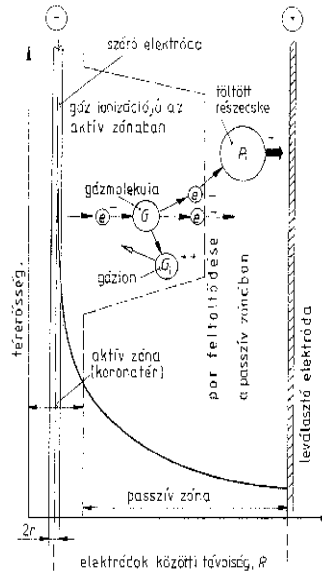 szóró elektróda
gáz ionizációja az
aktív zónában
töltött
részecske
gázmolekula
e
G
e
e
G
gázion
P
térerősség,
aktív zóna
(koronatér)
por feltöltődése
a passzív zónában
leválasztó elektróda
passzív zóna
2r
elektródok közötti távolság, R